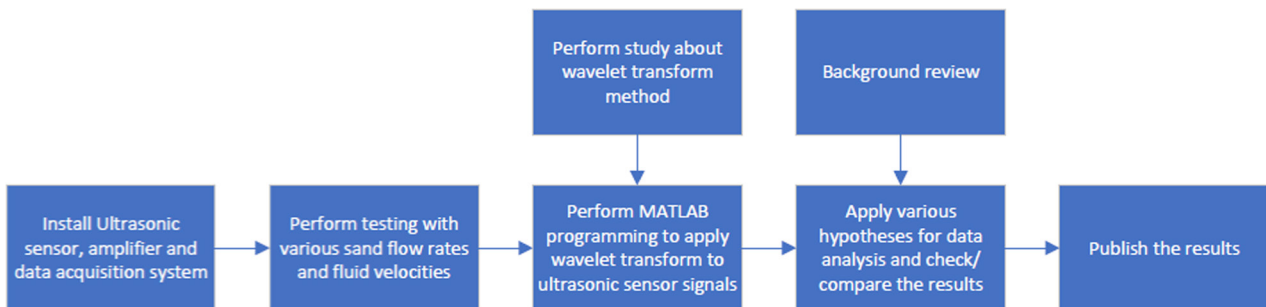 Perform study about
wavelet transform
method
Background review
Install Ultrasonic
sensor, amplifier and
data acquisition system
Perform testing with
various sand flow rates
and fluid velocities
Perform MATLAB
programming to apply
wavelet transform to
ultrasonic sensor signals
Apply various
hypotheses for data
analysis and check/
compare the results
Publish the results